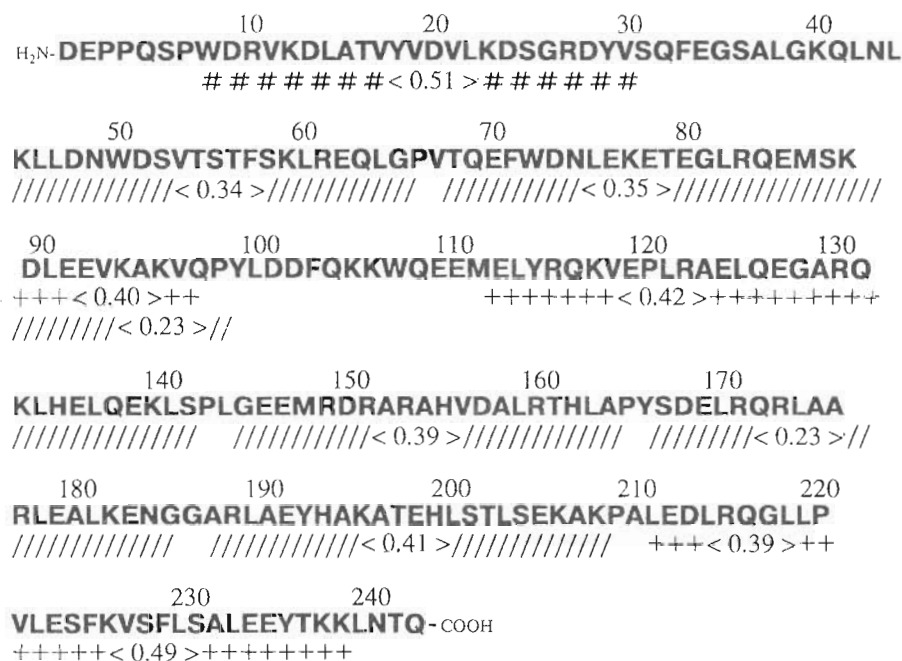 10 20 30 40
H₂N-DEPPQSPWDRVKDLATVYVDVLKDSGRDYVSQFEGSALGKQLNL
# # # # # # # < 0.51 > # # # # # #
50 60 70 80
KLLDNWDSVTSTFSKLREQLGPVTQEFWDNLEKETEGLRQEMSK
//////////////< 0.34 >///////////// ////////////< 0.35 >//////////////////
90 100 110 120 130
DLEEVKAKVQPYLDDFQKKWQEEMELYRQKVEPLRAELQEGARQ
+++< 0.40 >++ +++++++< 0.42 >+++++++++
/////////< 0.23 >//
140 150 160 170
KLHELQEKLSPLGEEMRDRARAHVDALRTHLAPYSDELRQRLAA
//////////////// ////////////< 0.39 >////////////// /////////< 0.23 >//
180 190 200 210 220
RLEALKENGGARLAEYHAKATEHLSTLSEKAKPALEDLRQGLLP
////////////// /////////////< 0.41 >////////////// +++< 0.39 >++
230 240
VLESFKVSFLSALEEYTKKLNTQ-COOH
+++++< 0.49 >++++++++